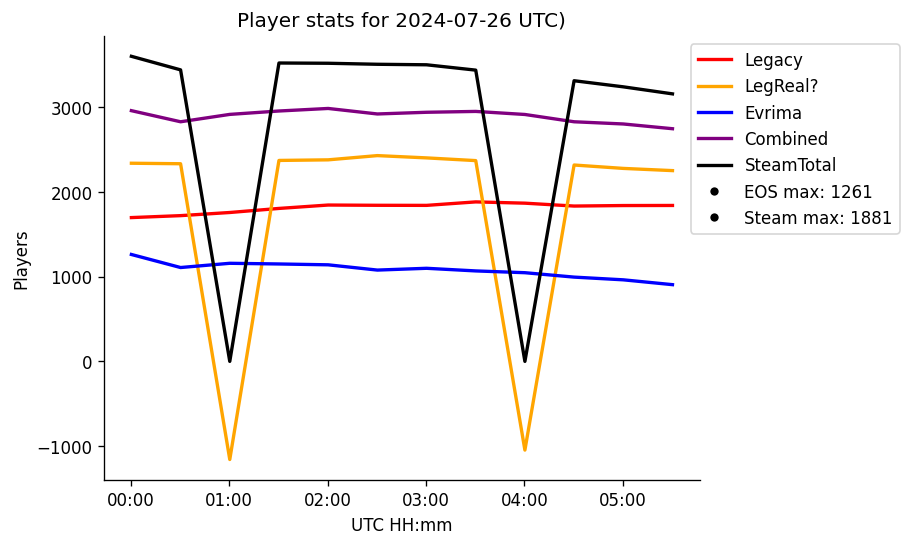 Player stats for 2024-07-26 UTC)
Legacy
LegReal?
Evrima
Combined
SteamTotal
EOS max: 1261
Steam max: 1881
Players
3000
2000
1000
0
−1000
00:00 01:00 02:00 03:00 04:00 05:00
UTC HH:mm